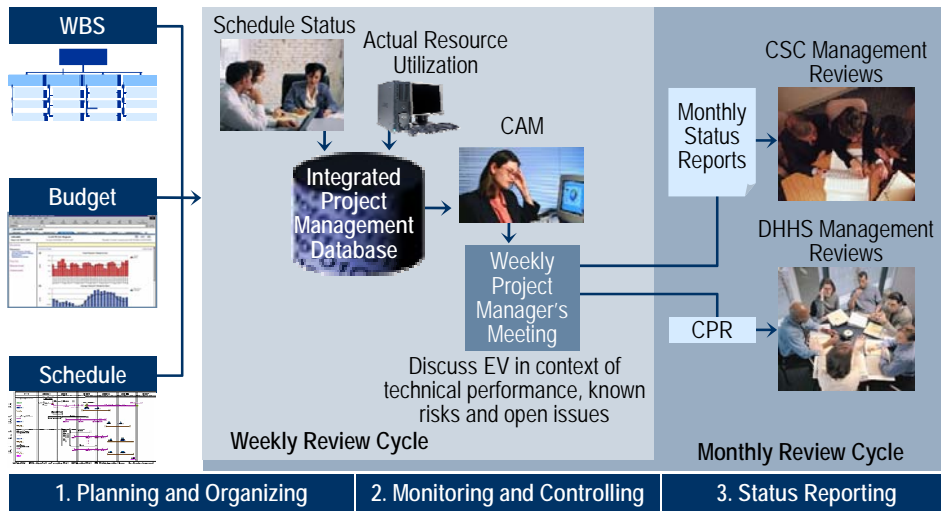 WBS
Budget
Schedule
Schedule Status
Actual Resource
Utilization
Integrated
Project
Management
Database
CAM
Weekly
Project
Manager's
Meeting
Discuss EV in context of
technical performance, known
risks and open issues
Weekly Review Cycle
CSC Management
Reviews
Monthly
Status
Reports
DHHS Management
Reviews
CPR
Monthly Review Cycle
1. Planning and Organizing
2. Monitoring and Controlling
3. Status Reporting